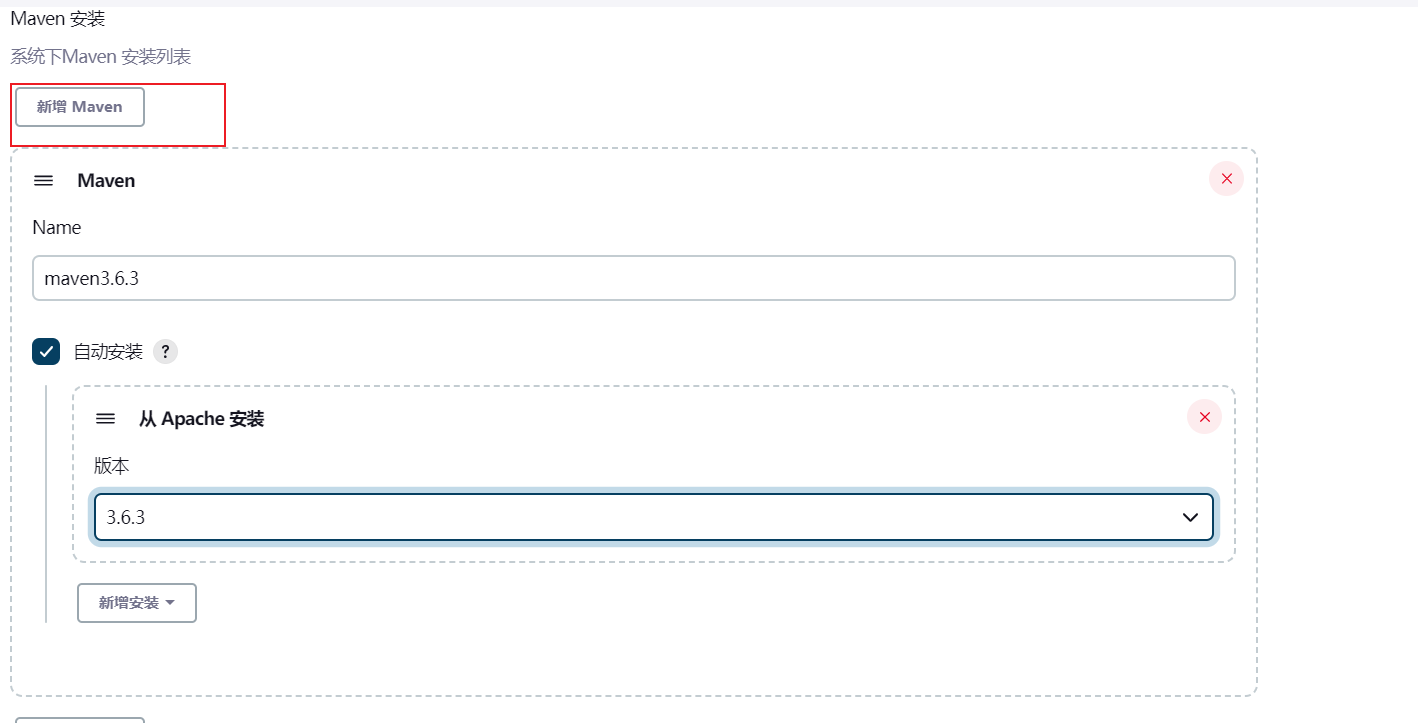 Maven 安装
系统下Maven 安装列表
新增 Maven
Maven
Name
maven3.6.3
自动安装 ?
从 Apache 安装
版本
3.6.3
新增安装